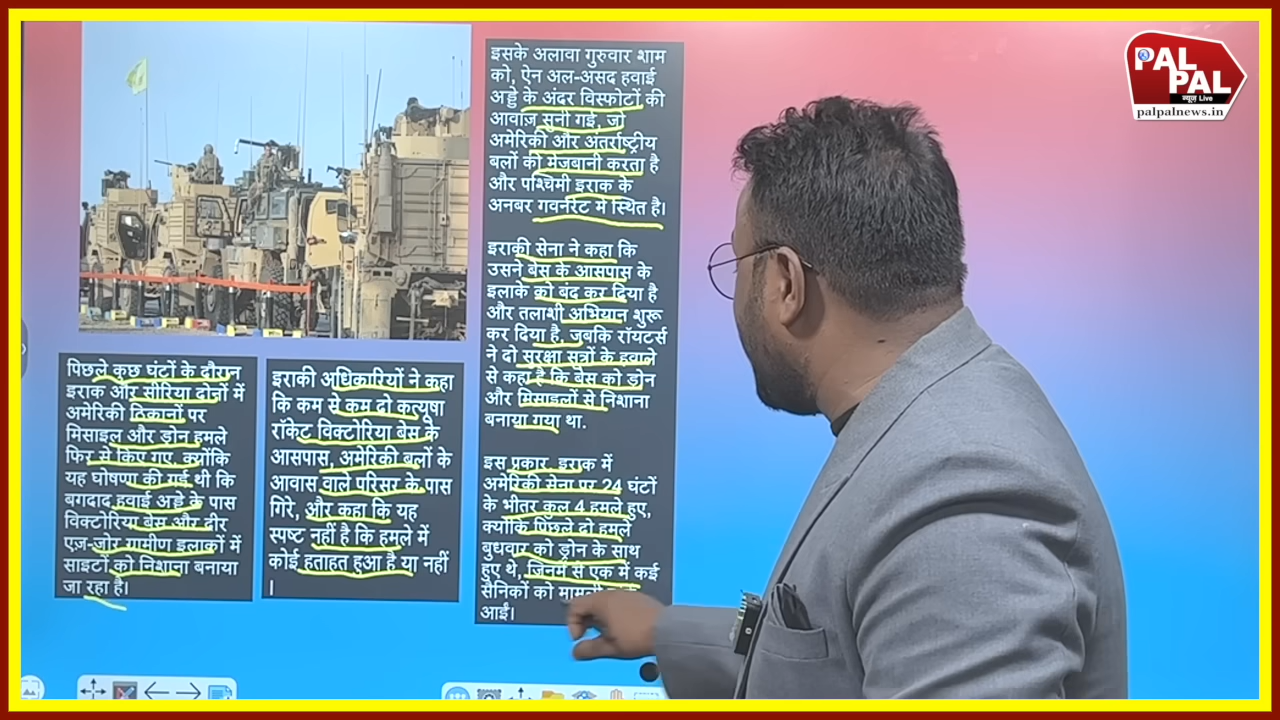 PAL
PAL
न्यूज़ Live
palpalnews.in
इसके अलावा गुरुवार शाम
को, ऐन अल-असद हवाई
अड्डे के अंदर विस्फोटों की
आवाज़ सुनी गई, जो
अमेरिकी और अंतर्राष्ट्रीय
बलों की मेजबानी करता है
और पश्चिमी इराक के
अनबर गवर्नरेट में स्थित है।
इराकी सेना ने कहा कि
उसने बेस के आसपास के
इलाके को बंद कर दिया है
और तलाशी अभियान शुरू
कर दिया है, जबकि रॉयटर्स
ने दो सुरक्षा सूत्रों के हवाले
से कहा है कि बेस को ड्रोन
और मिसाइलों से निशाना
बनाया गया था.
इस प्रकार, इराक में
अमेरिकी सेना पर 24 घंटों
के भीतर कुल 4 हमले हुए,
क्योंकि पिछले दो हमले
बुधवार को ड्रोन के साथ
हुए थे, जिनमें से एक में कई
सैनिकों को मामूली
आईं।
पिछले कुछ घंटों के दौरान
इराक और सीरिया दोनों में
अमेरिकी ठिकानों पर
मिसाइल और ड्रोन हमले
फिर से किए गए, क्योंकि
यह घोषणा की गई थी कि
बगदाद हवाई अड्डे के पास
विक्टोरिया बेस और दीर
एज़-ज़ोर ग्रामीण इलाकों में
साइटों को निशाना बनाया
जा रहा है।
इराकी अधिकारियों ने कहा
कि कम से कम दो कत्यूषा
रॉकेट विक्टोरिया बेस के
आसपास, अमेरिकी बलों के
आवास वाले परिसर के पास
गिरे, और कहा कि यह
स्पष्ट नहीं है कि हमले में
कोई हताहत हुआ है या नहीं
।